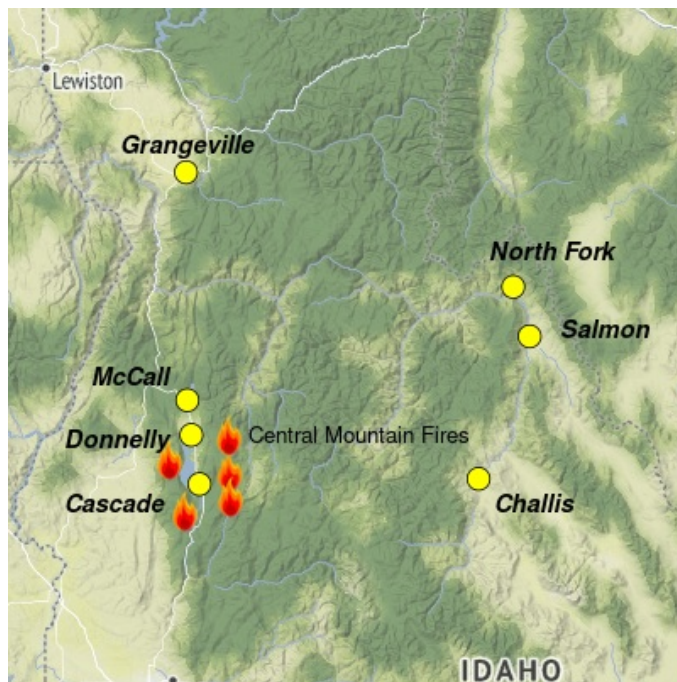 Lewiston
Grangeville
North Fork
Salmon
McCall
Donnelly
Central Mountain Fires
Cascade
Challis
IDAHO